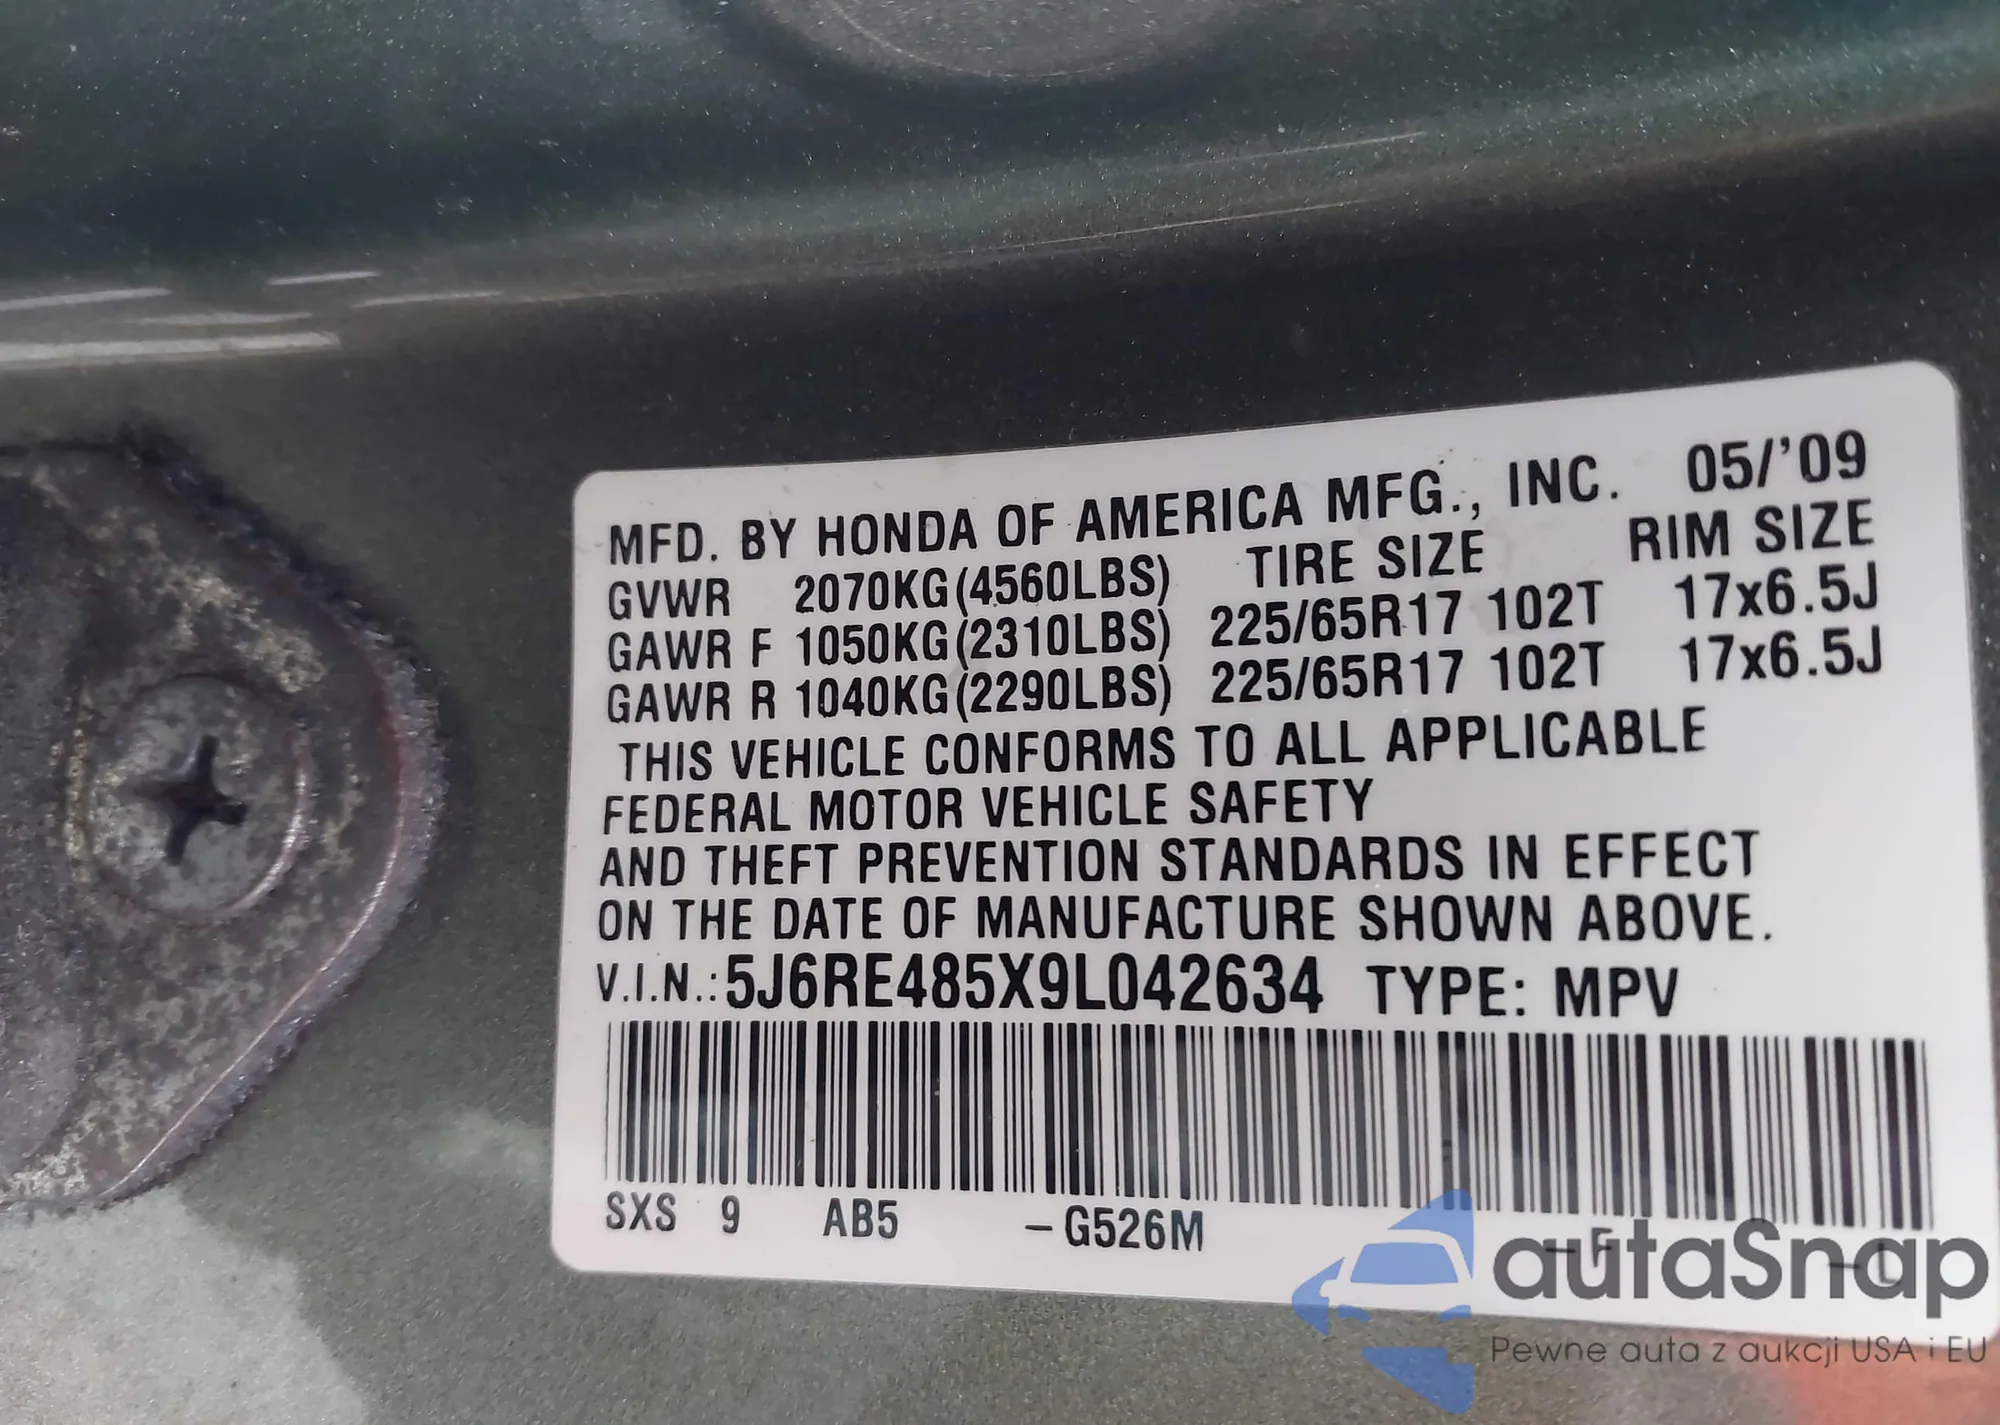 MFD. BY HONDA OF AMERICA MFG., INC. 05/'09
GVWR 2070KG(4560LBS) TIRE SIZE RIM SIZE
GAWR F 1050KG(2310LBS) 225/65R17 102T 17x6.5J
GAWR R 1040KG(2290LBS) 225/65R17 102T 17x6.5J
THIS VEHICLE CONFORMS TO ALL APPLICABLE
FEDERAL MOTOR VEHICLE SAFETY
AND THEFT PREVENTION STANDARDS IN EFFECT
ON THE DATE OF MANUFACTURE SHOWN ABOVE.
V.I.N.: 5J6RE485X9L042634 TYPE: MPV
SXS 9 AB5 –G526M
autaSnap
Pewne auta z aukcji USA i EU